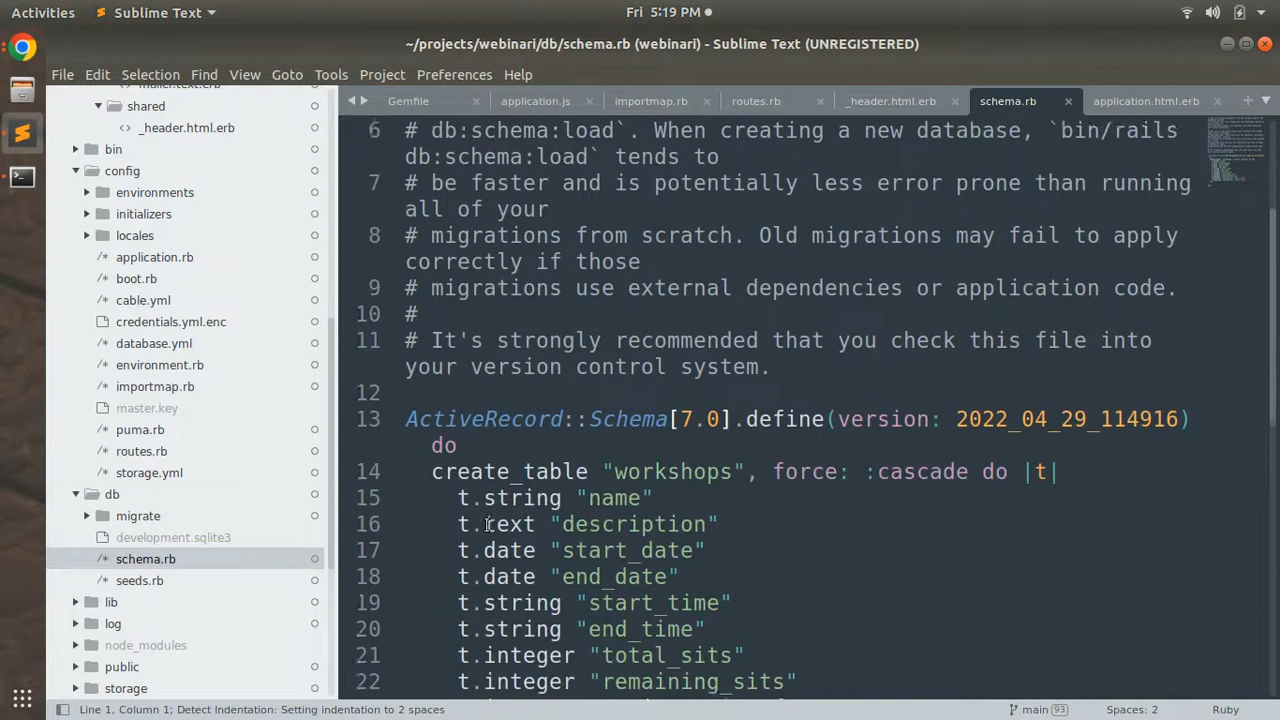 Activities
Sublime Text
Fri 5:19 PM
~/projects/webinari/db/schema.rb (webinari) - Sublime Text (UNREGISTERED)
File Edit Selection Find View Goto Tools Project Preferences Help
mailer.text.erb
shared
_header.html.erb
bin
config
environments
initializers
locales
application.rb
boot.rb
cable.yml
credentials.yml.enc
database.yml
environment.rb
importmap.rb
master.key
puma.rb
routes.rb
storage.yml
db
migrate
development.sqlite3
schema.rb
seeds.rb
lib
log
node_modules
public
storage
Gemfile application.js importmap.rb routes.rb _header.html.erb schema.rb application.html.erb
6 # db:schema:load`. When creating a new database, `bin/rails
db:schema:load` tends to
7 # be faster and is potentially less error prone than running
all of your
8 # migrations from scratch. Old migrations may fail to apply
correctly if those
9 # migrations use external dependencies or application code.
10 #
11 # It's strongly recommended that you check this file into
your version control system.
12
13 ActiveRecord::Schema[7.0].define(version: 2022_04_29_114916)
do
14 create_table "workshops", force: :cascade do |t|
15 t.string "name"
16 t.text "description"
17 t.date "start_date"
18 t.date "end_date"
19 t.string "start_time"
20 t.string "end_time"
21 t.integer "total_sits"
22 t.integer "remaining_sits"
Line 1, Column 1; Detect Indentation: Setting indentation to 2 spaces
main 93
Spaces: 2
Ruby